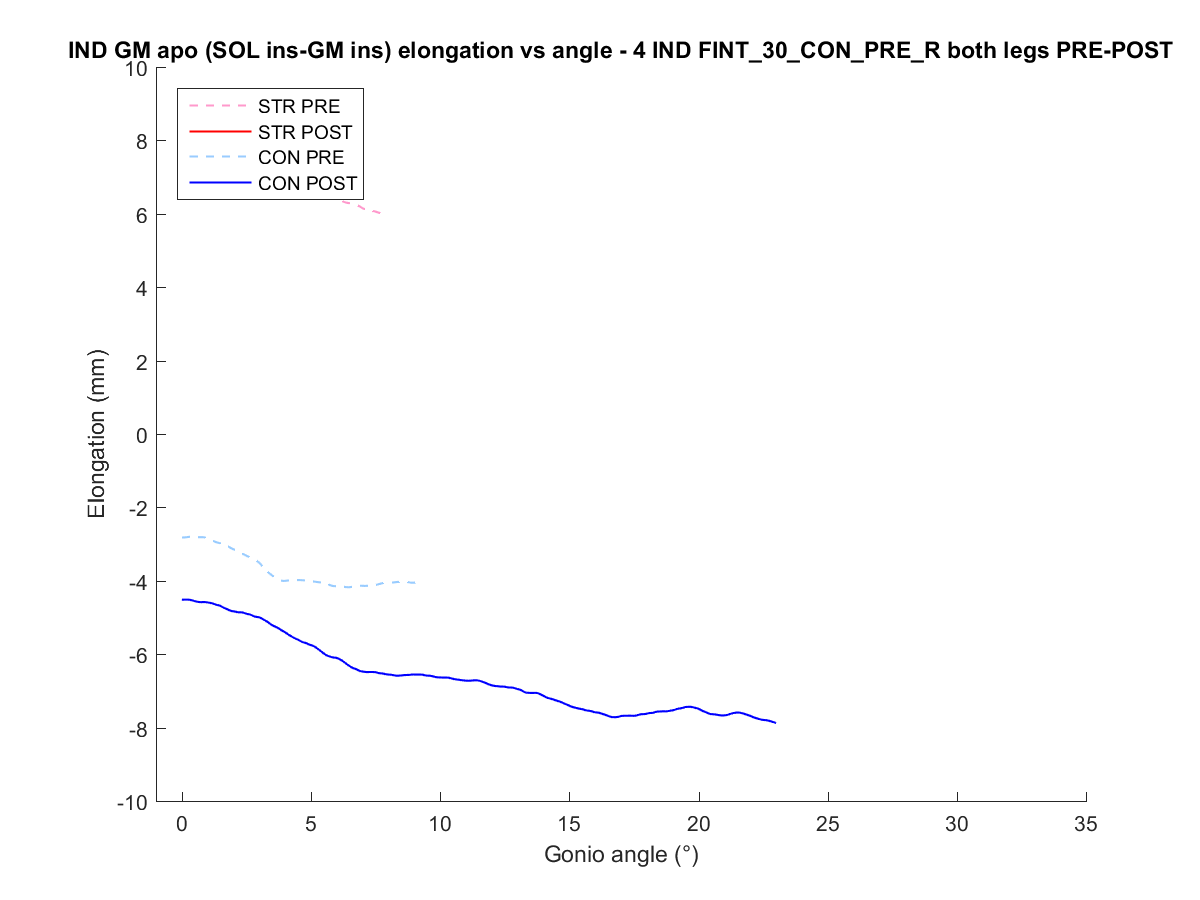 IND GM apo (SOL ins-GM ins) elongation vs angle - 4 IND FINT_30_CON_PRE_R both legs PRE-POST
10
8
6
4
2
0
-2
-4
-6
-8
-10
Elongation (mm)
STR PRE
STR POST
CON PRE
CON POST
0 5 10 15 20 25 30 35
Gonio angle (°)